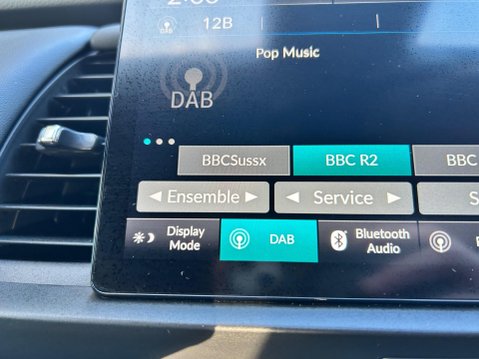 12B
Pop Music
DAB
BBCSussx BBC R2 BBC
Ensemble Service S
Display Mode DAB Bluetooth Audio